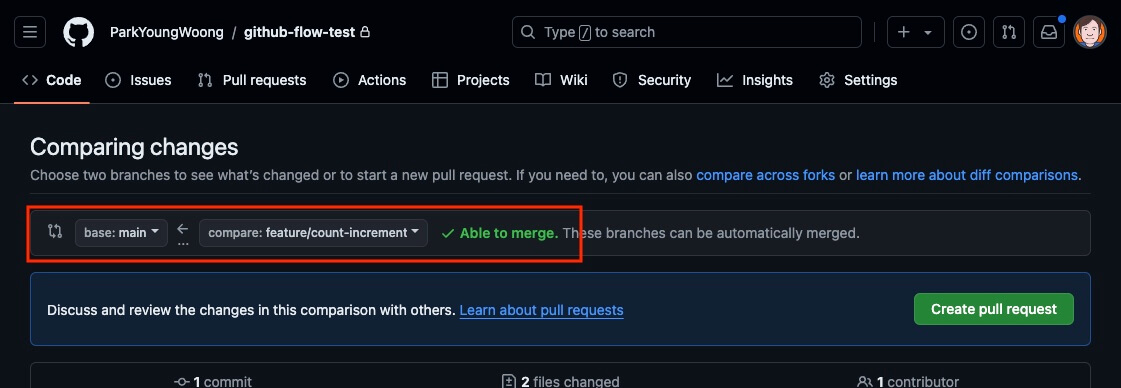 ParkYoungWoong / github-flow-test
Type / to search
Code Issues Pull requests Actions Projects Wiki Security Insights Settings
Comparing changes
Choose two branches to see what's changed or to start a new pull request. If you need to, you can also compare across forks or learn more about diff comparisons.
base: main ... compare: feature/count-increment Able to merge. These branches can be automatically merged.
Discuss and review the changes in this comparison with others. Learn about pull requests Create pull request
1 commit 2 files changed 1 contributor